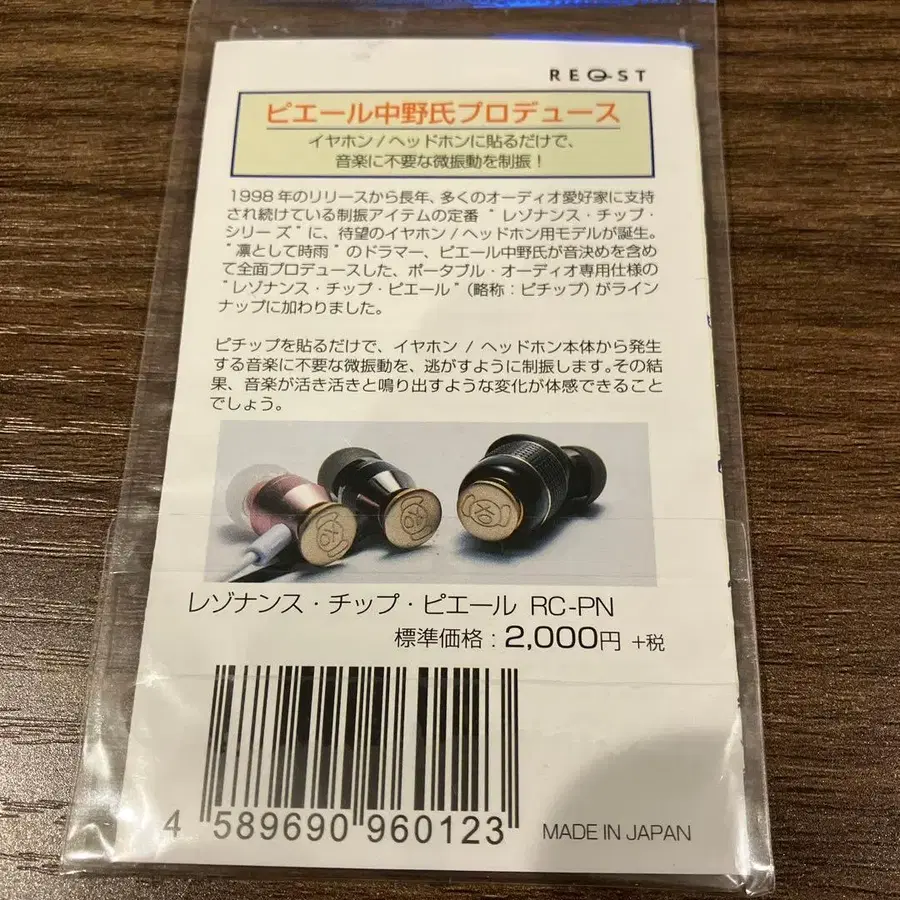 REQST
ピエール中野氏プロデュース
イヤホン/ヘッドホンに貼るだけで、
音楽に不要な微振動を制振！
1998年のリリースから長年、多くのオーディオ愛好家に支持
され続けている制振アイテムの定番 "レゾナンス・チップ・
シリーズ"に、待望のイヤホン/ヘッドホン用モデルが誕生。
"凛として時雨"のドラマー、ピエール中野氏が音決めを含め
て全面プロデュースした、ポータブル・オーディオ専用仕様の
"レゾナンス・チップ・ピエール"(略称：ピチップ)がライン
ナップに加わりました。
ピチップを貼るだけで、イヤホン / ヘッドホン本体から発生
する音楽に不要な微振動を、逃がすように制振します。その結
果、音楽が活き活きと鳴り出すような変化が体感できること
でしょう。
レゾナンス・チップ・ピエール RC-PN
標準価格：2,000円 +税
4 589690 960123
MADE IN JAPAN